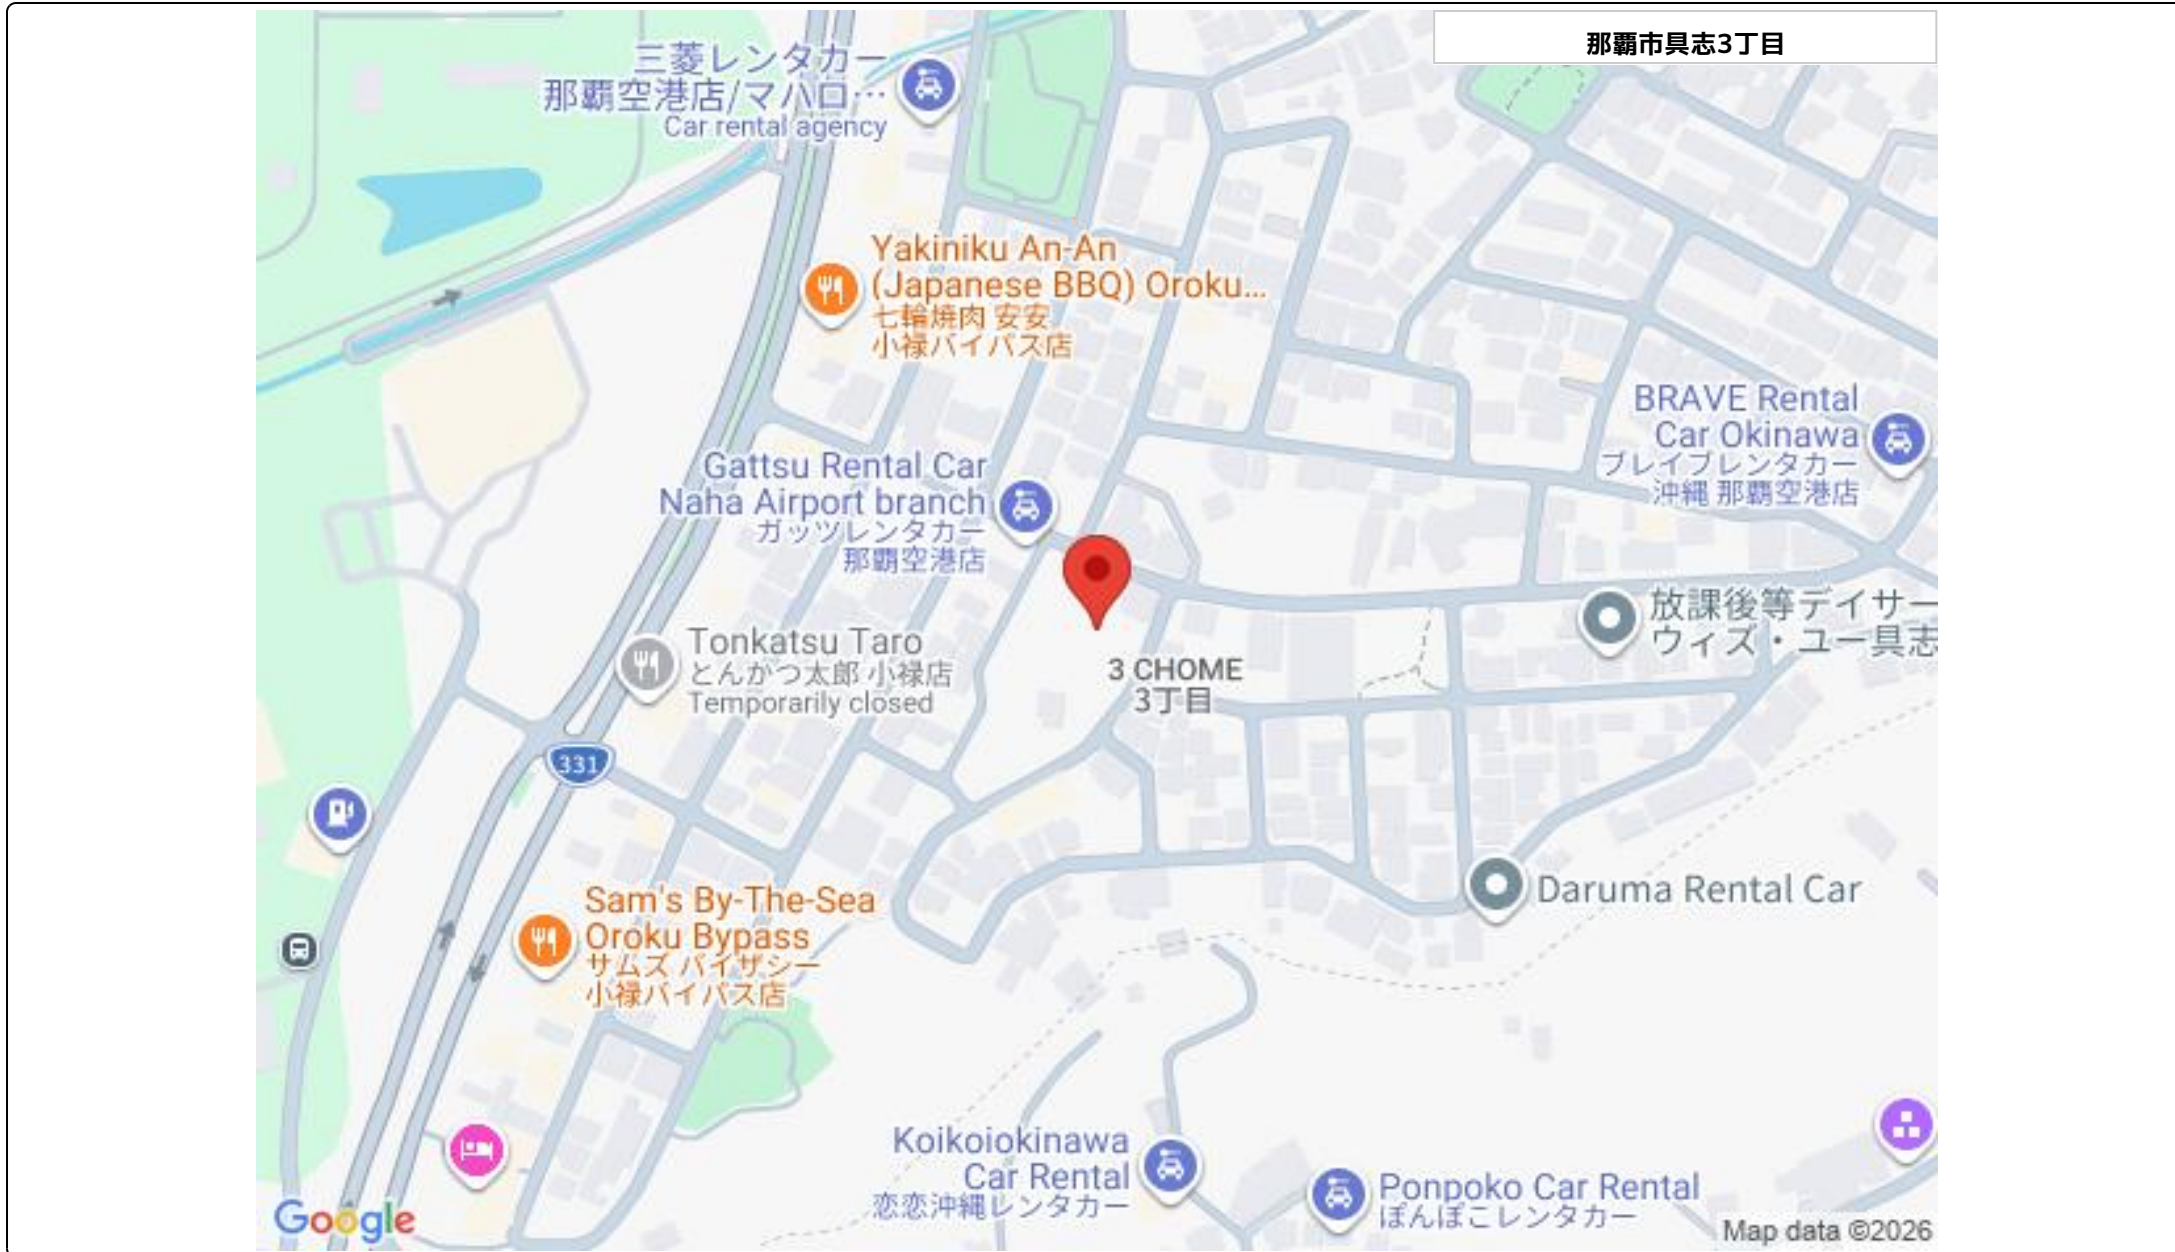 那覇市具志3丁目
三菱レンタカー
那覇空港店/マハロ…
Car rental agency
Yakiniku An-An
(Japanese BBQ) Oroku...
七輪焼肉 安安
小禄バイパス店
BRAVE Rental
Car Okinawa
ブレイブレンタカー
沖縄 那覇空港店
Gattsu Rental Car
Naha Airport branch
ガッツレンタカー
那覇空港店
放課後等デイサー
ウィズ・ユー具志
Tonkatsu Taro
とんかつ太郎 小禄店
Temporarily closed
3 CHOME
3丁目
331
Daruma Rental Car
Sam's By-The-Sea
Oroku Bypass
サムズ バイザシー
小禄バイパス店
Koikoiokinawa
Car Rental
恋恋沖縄レンタカー
Ponpoko Car Rental
ぽんぽこレンタカー
Google
Map data ©2026